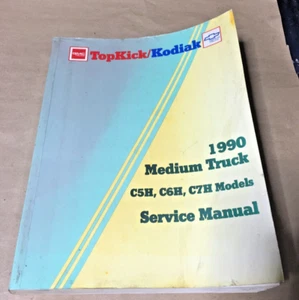 TopKick/Kodiak
1990
Medium Truck
C5H, C6H, C7H Models
Service Manual